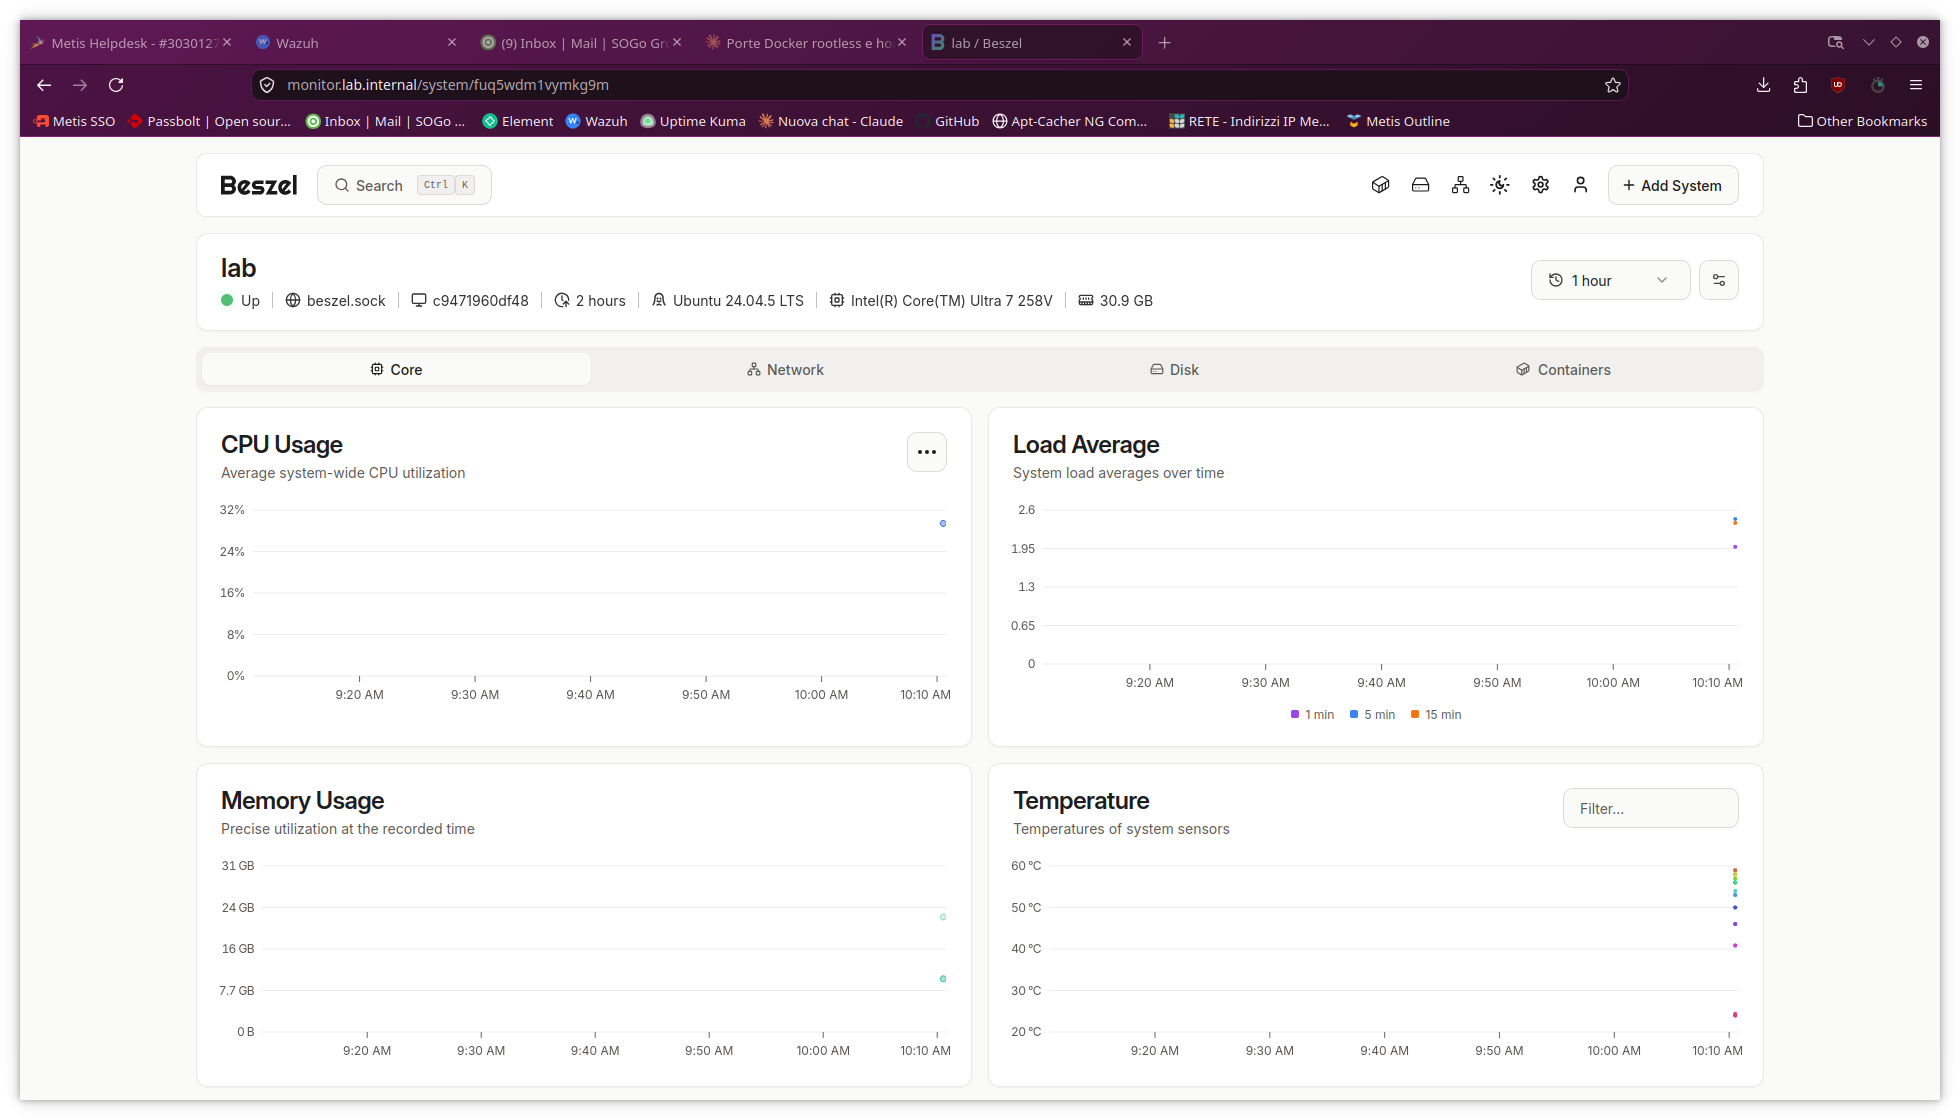 Metis Helpdesk - #3030127
Wazuh
(9) Inbox | Mail | SOGo Gr
Porte Docker rootless e ho
lab / Beszel
monitor.lab.internal/system/fuq5wdm1vymkg9m
Metis SSO
Passbolt | Open sour...
Inbox | Mail | SOGo ...
Element
Wazuh
Uptime Kuma
Nuova chat - Claude
GitHub
Apt-Cacher NG Com...
RETE - Indirizzi IP Me...
Metis Outline
Other Bookmarks
Beszel
Search Ctrl K
+ Add System
lab
Up
beszel.sock
c9471960df48
2 hours
Ubuntu 24.04.5 LTS
Intel(R) Core(TM) Ultra 7 258V
30.9 GB
1 hour
Core
Network
Disk
Containers
CPU Usage
Average system-wide CPU utilization
32%
24%
16%
8%
0%
9:20 AM 9:30 AM 9:40 AM 9:50 AM 10:00 AM 10:10 AM
Load Average
System load averages over time
2.6
1.95
1.3
0.65
0
9:20 AM 9:30 AM 9:40 AM 9:50 AM 10:00 AM 10:10 AM
1 min 5 min 15 min
Memory Usage
Precise utilization at the recorded time
31 GB
24 GB
16 GB
7.7 GB
0 B
9:20 AM 9:30 AM 9:40 AM 9:50 AM 10:00 AM 10:10 AM
Temperature
Temperatures of system sensors
Filter...
60 °C
50 °C
40 °C
30 °C
20 °C
9:20 AM 9:30 AM 9:40 AM 9:50 AM 10:00 AM 10:10 AM